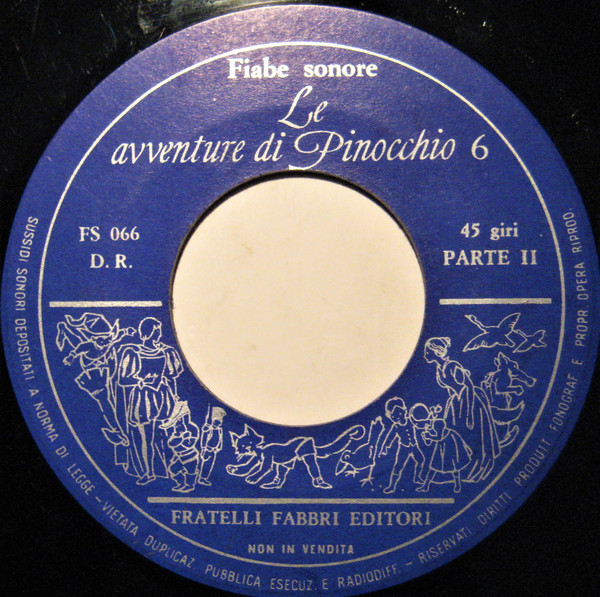 Fiabe sonore
Le
avventure di Pinocchio 6
FS 066
D. R.
45 giri
PARTE II
FRATELLI FABBRI EDITORI
NON IN VENDITA
SUSSIDI SONORI DEPOSITATI A NORMA DI LEGGE - VIETATA DUPLICAZ. PUBBLICA ESECUZ. E RADIODIFF. - RISERVATI DIRITTI PRODUIT. FONOGRAF. E PROPR. OPERA RIPROD.